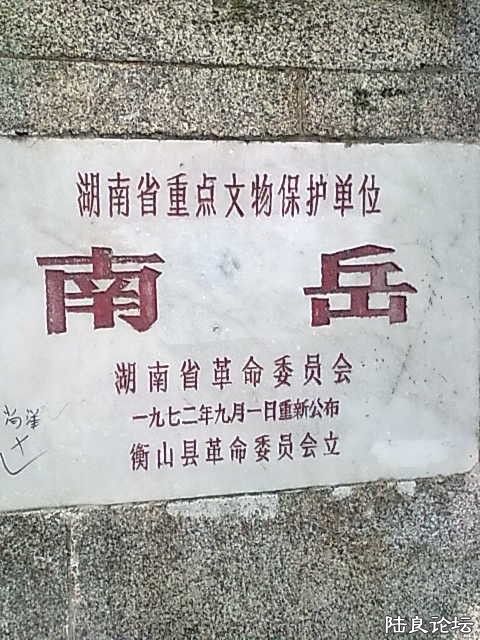 湖南省重点文物保护单位
南岳
湖南省革命委员会
一九七二年九月一日重新公布
衡山县革命委员会立
陆良论坛